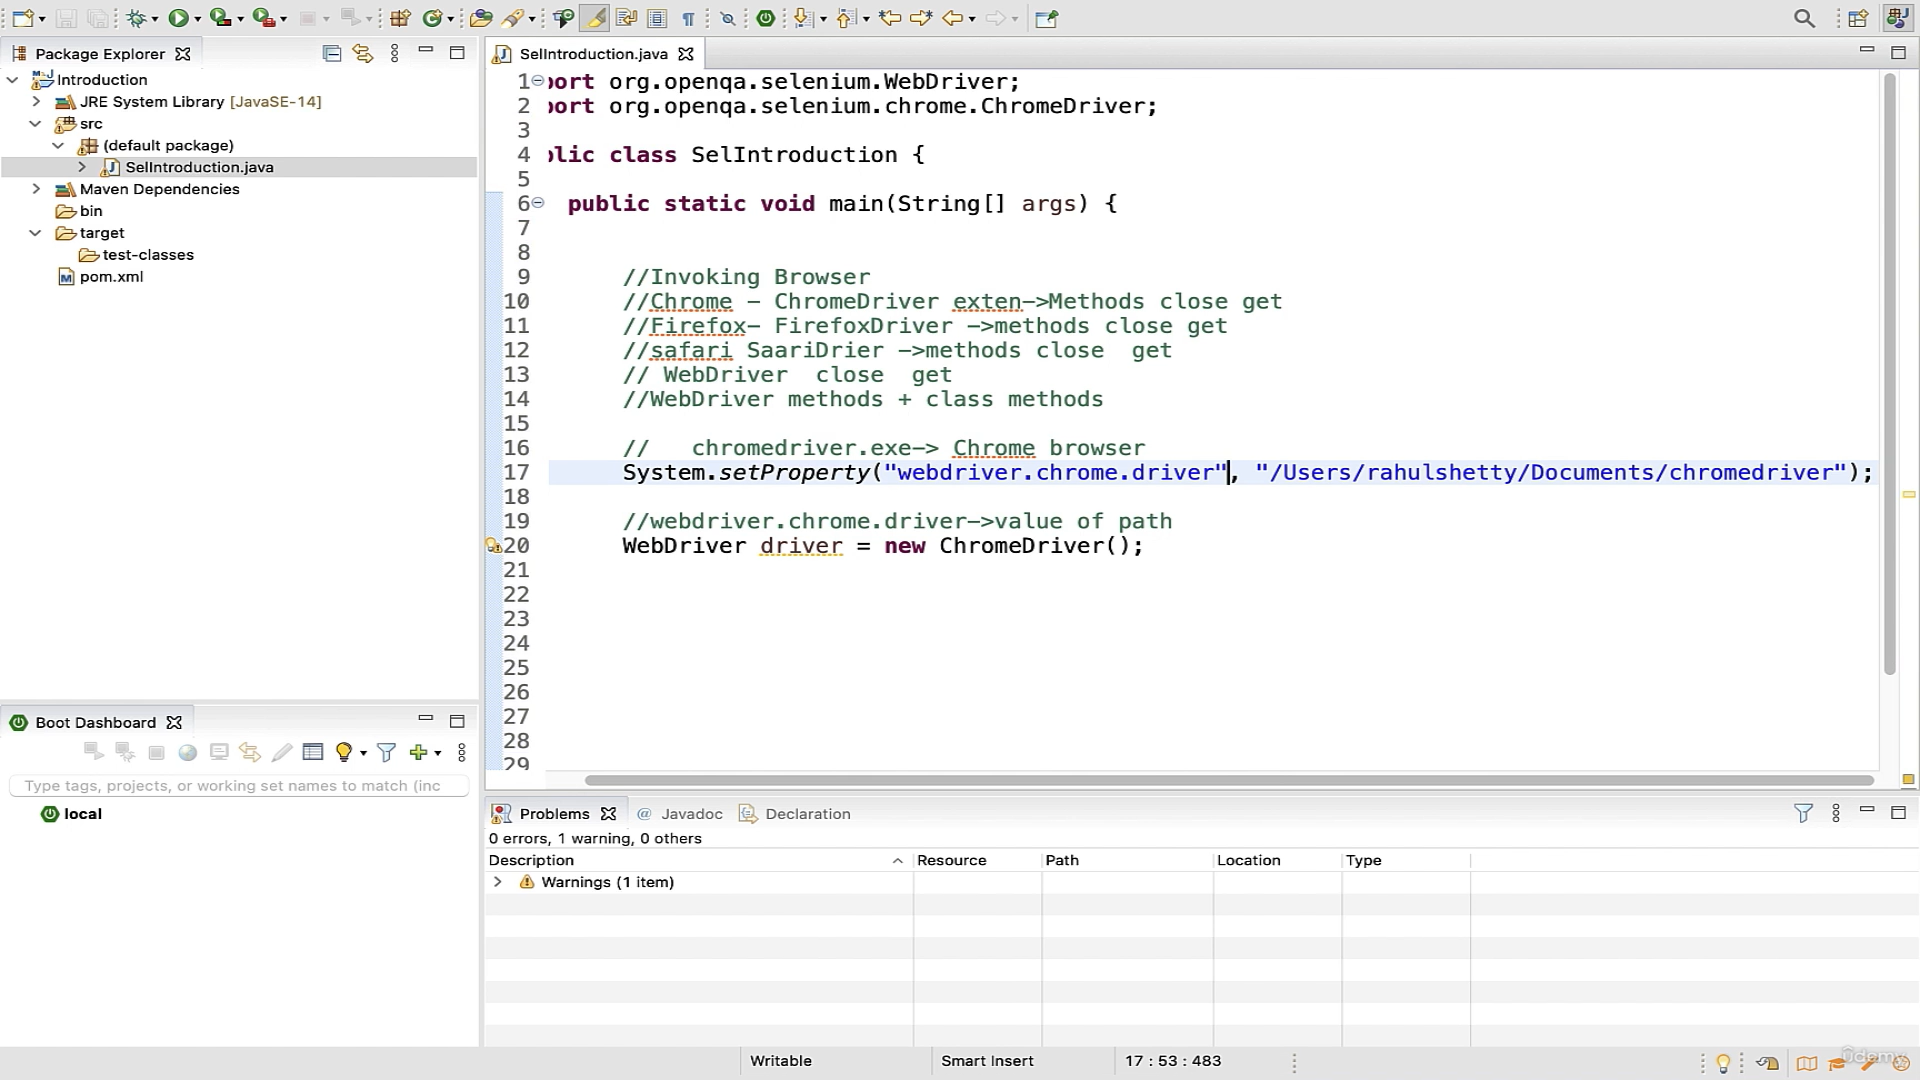 Package Explorer
Introduction
JRE System Library [JavaSE-14]
src
(default package)
SelIntroduction.java
Maven Dependencies
bin
target
test-classes
pom.xml
Boot Dashboard
Type tags, projects, or working set names to match (inc
local
SelIntroduction.java
1 port org.openqa.selenium.WebDriver;
2 port org.openqa.selenium.chrome.ChromeDriver;
3
4 blic class SelIntroduction {
5
6 public static void main(String[] args) {
7
8
9 //Invoking Browser
10 //Chrome - ChromeDriver exten->Methods close get
11 //Firefox- FirefoxDriver ->methods close get
12 //safari SaariDrier ->methods close  get
13 // WebDriver  close  get
14 //WebDriver methods + class methods
15
16 //   chromedriver.exe-> Chrome browser
17 System.setProperty("webdriver.chrome.driver", "/Users/rahulshetty/Documents/chromedriver");
18
19 //webdriver.chrome.driver->value of path
20 WebDriver driver = new ChromeDriver();
21
22
23
24
25
26
27
28
29
Problems @ Javadoc Declaration
0 errors, 1 warning, 0 others
Description Resource Path Location Type
Warnings (1 item)
Writable Smart Insert 17 : 53 : 483
ûdemy